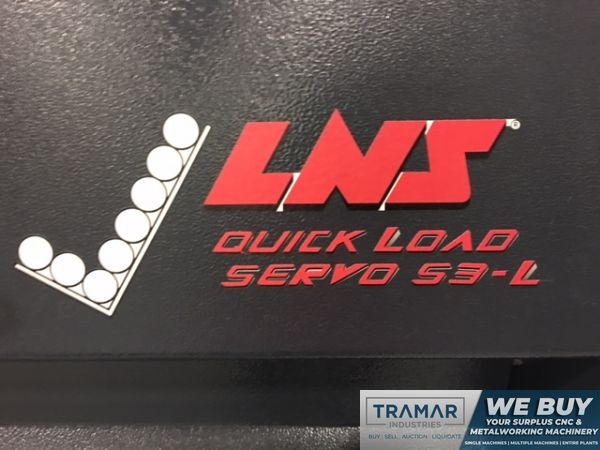 LNS®
QUICK LOAD
SERVO S3-L
TRAMAR
INDUSTRIES
BUY . SELL . AUCTION . LIQUIDATE
WE BUY
YOUR SURPLUS CNC &
METALWORKING MACHINERY
SINGLE MACHINES | MULTIPLE MACHINES | ENTIRE PLANTS